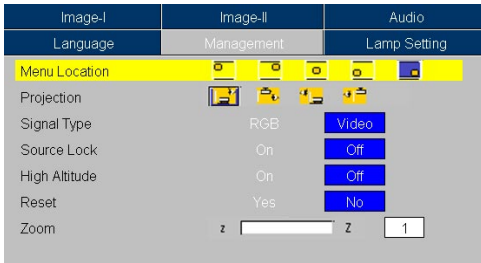 Image-I Image-II Audio
Language Management Lamp Setting
Menu Location
Projection
Signal Type RGB Video
Source Lock On Off
High Altitude On Off
Reset Yes No
Zoom z Z 1